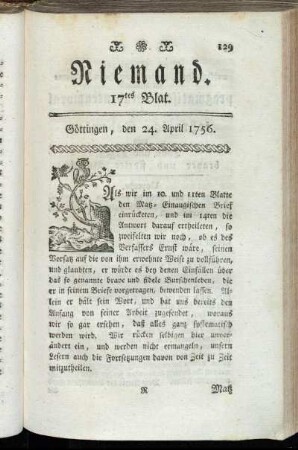 129
Niemand.
17tes Blat.
Göttingen, den 24. April 1756.
Als wir im 10. und 11ten Blatte
den Matz-Einaugischen Brief
einrücketen, und im 14ten die
Antwort darauf ertheileten, so
zweifelten wir noch, ob es des
Verfassers Ernst wäre, seinen
Vorsatz auf die von ihm erwehnte Weise zu vollführen,
und glaubten, er würde es bey denen Einfällen über
das so genannte brave und fidele Burschenleben, die
er in seinem Briefe vorgetragen, bewenden lassen. Al-
lein er hält sein Wort, und hat uns bereits den
Anfang von seiner Arbeit zugesendet, woraus
wir so gar ersehen, daß alles ganz systematisch
werden wird. Wir rücken selbigen hier unver-
ändert ein, und werden nicht ermangeln, unsern
Lesern auch die Fortsetzungen davon von Zeit zu Zeit
mitzutheilen.
R Matz